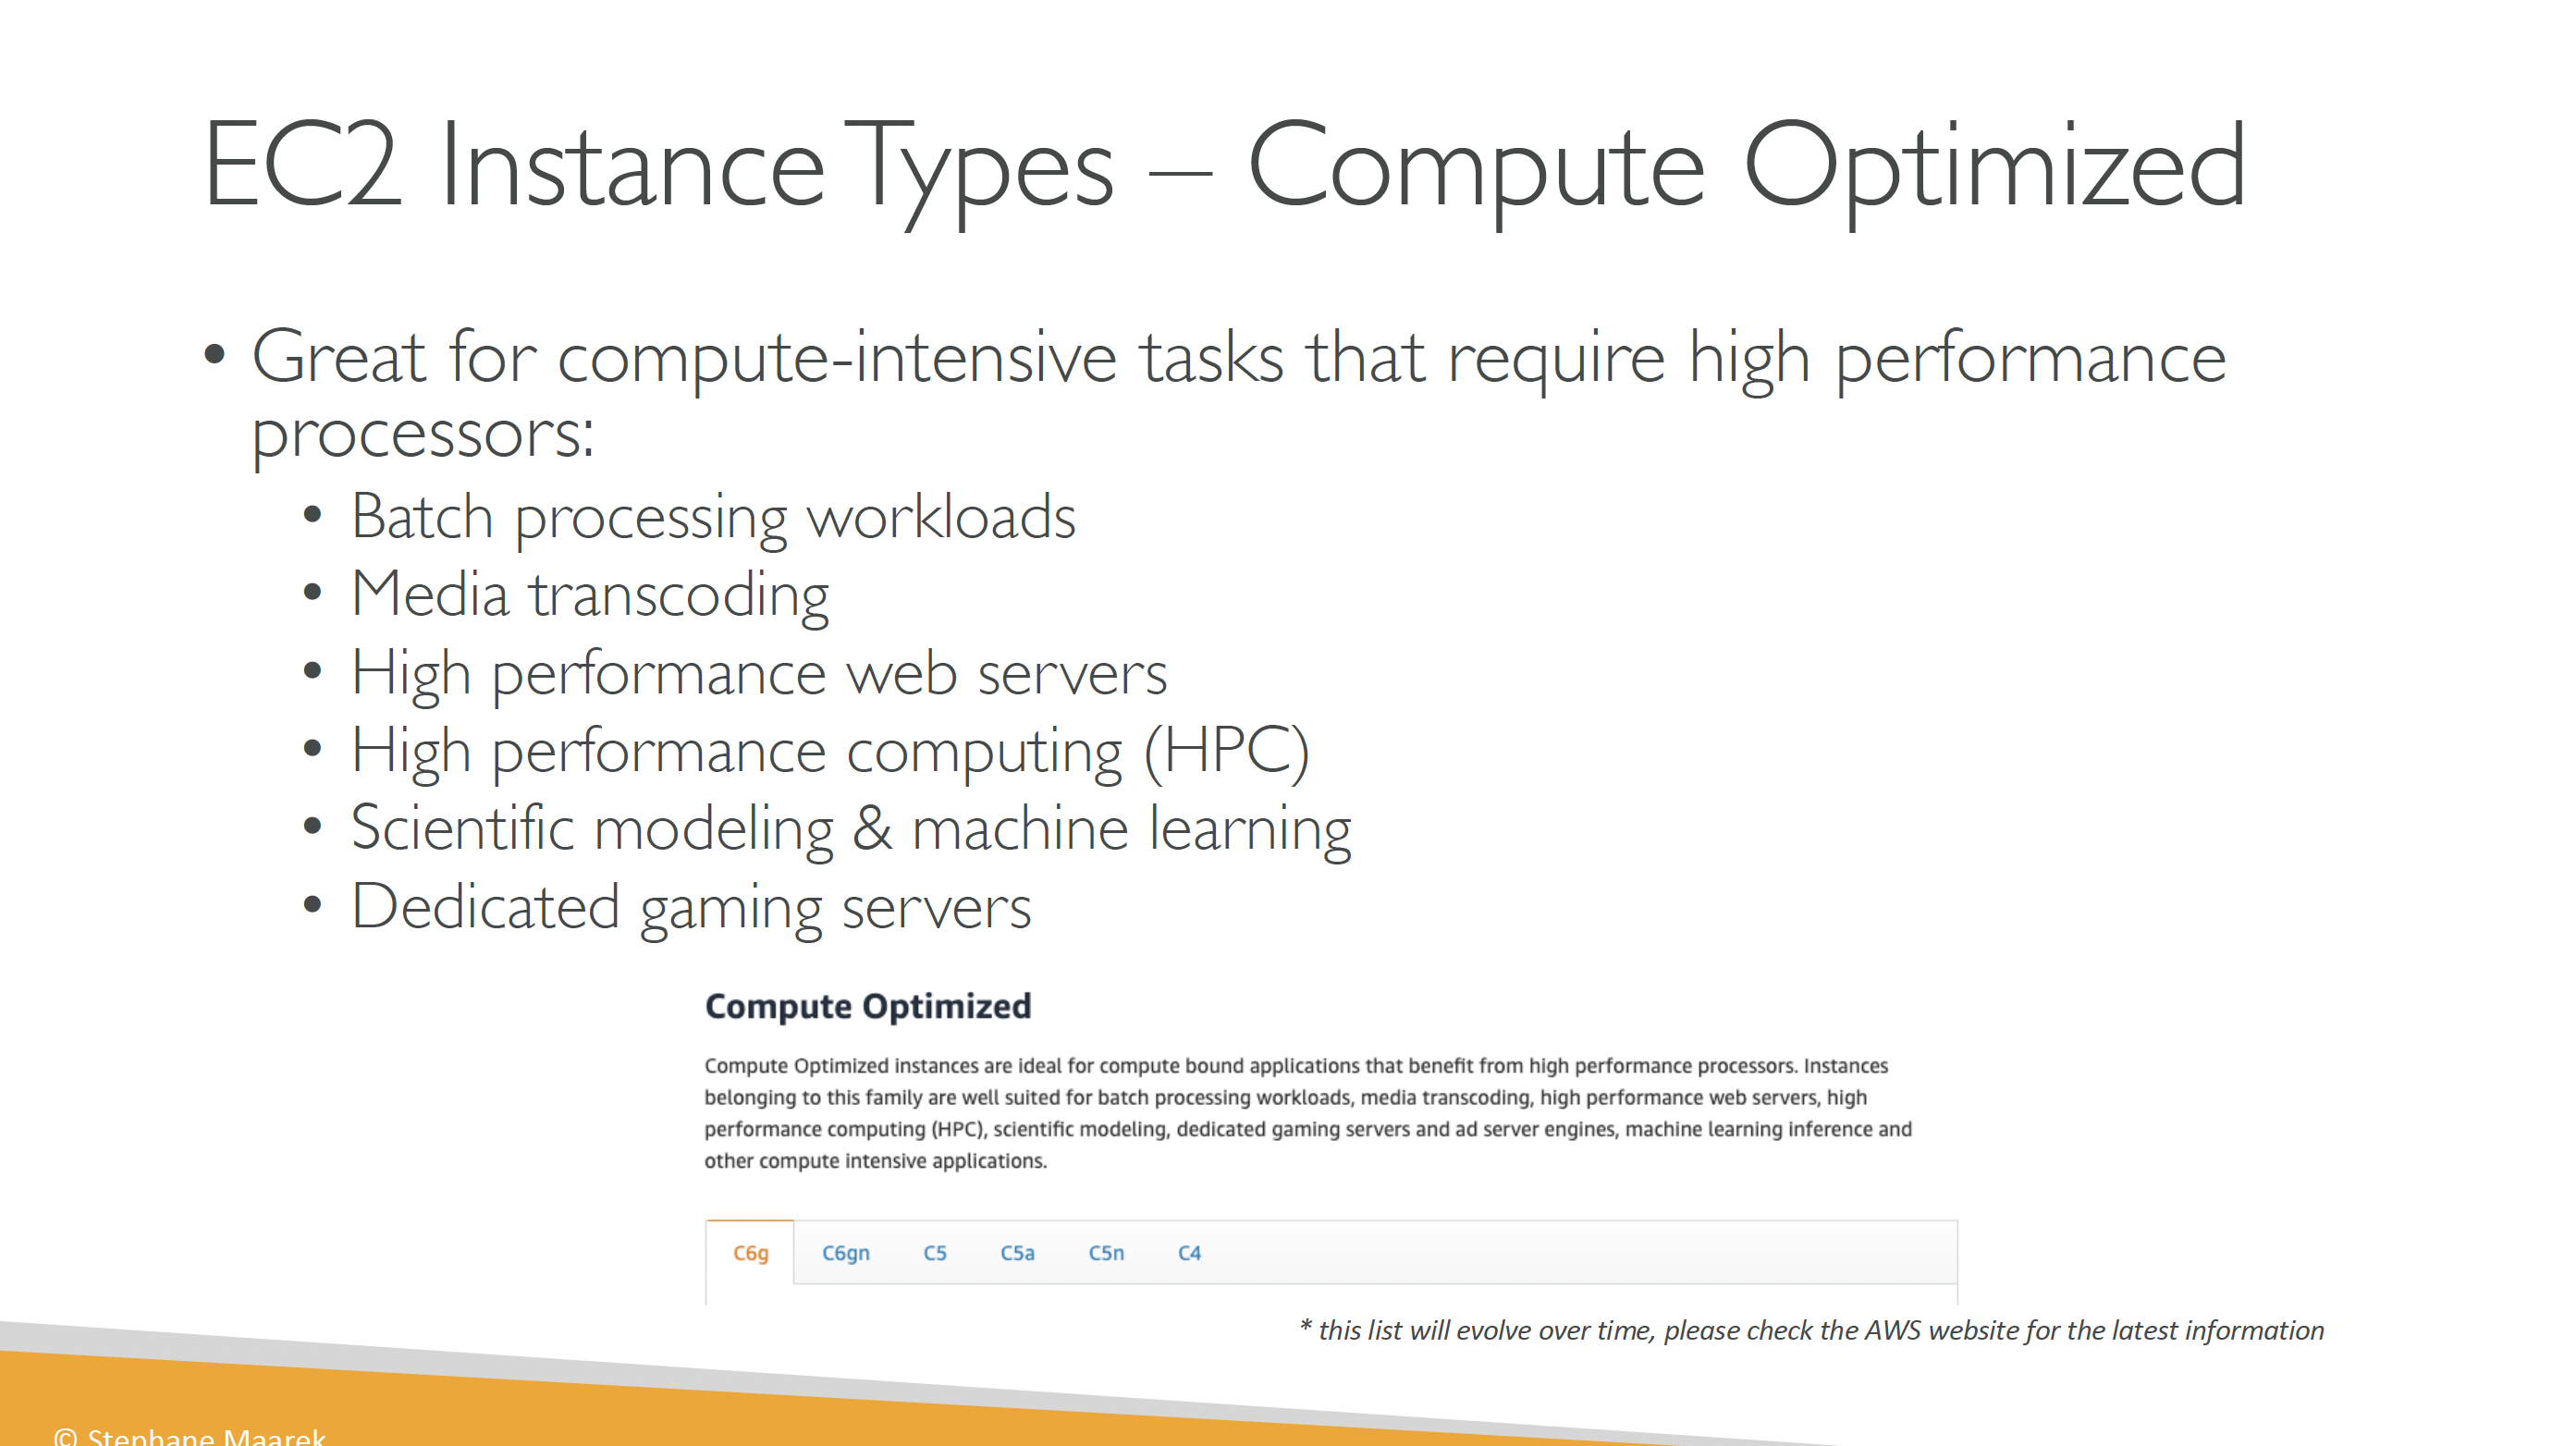 EC2 Instance Types – Compute Optimized
• Great for compute-intensive tasks that require high performance
processors:
• Batch processing workloads
• Media transcoding
• High performance web servers
• High performance computing (HPC)
• Scientific modeling & machine learning
• Dedicated gaming servers
Compute Optimized
Compute Optimized instances are ideal for compute bound applications that benefit from high performance processors. Instances
belonging to this family are well suited for batch processing workloads, media transcoding, high performance web servers, high
performance computing (HPC), scientific modeling, dedicated gaming servers and ad server engines, machine learning inference and
other compute intensive applications.
C6g C6gn C5 C5a C5n C4
* this list will evolve over time, please check the AWS website for the latest information
© Stephane Maarek